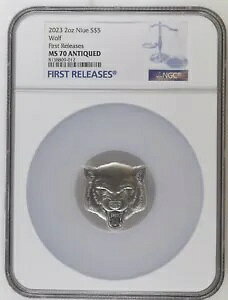 2023 2oz Niue S$5
Wolf
First Releases
MS 70 ANTIQUED
FIRST RELEASES
NGC